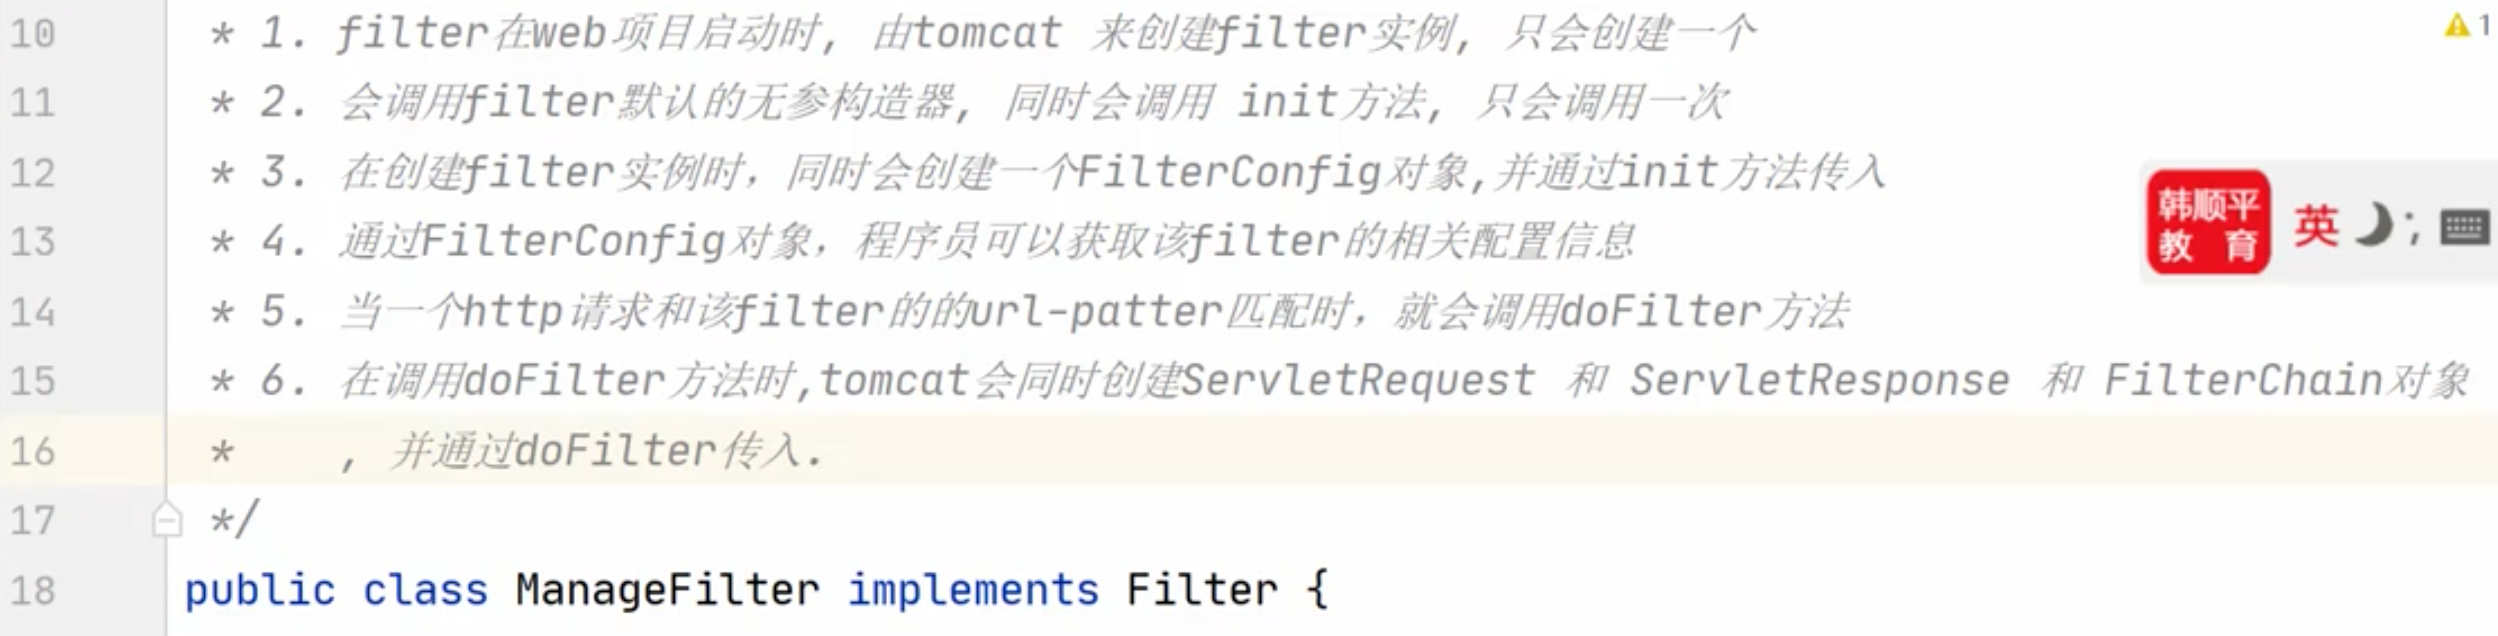 10 * 1. filter在web项目启动时, 由tomcat 来创建filter实例, 只会创建一个
1
11 * 2. 会调用filter默认的无参构造器, 同时会调用 init方法, 只会调用一次
12 * 3. 在创建filter实例时，同时会创建一个FilterConfig对象,并通过init方法传入
13 * 4. 通过FilterConfig对象，程序员可以获取该filter的相关配置信息
韩顺平
教 育
英 ;
14 * 5. 当一个http请求和该filter的的url-patter匹配时，就会调用doFilter方法
15 * 6. 在调用doFilter方法时,tomcat会同时创建ServletRequest 和 ServletResponse 和 FilterChain对象
16 * , 并通过doFilter传入.
17 */
18 public class ManageFilter implements Filter {